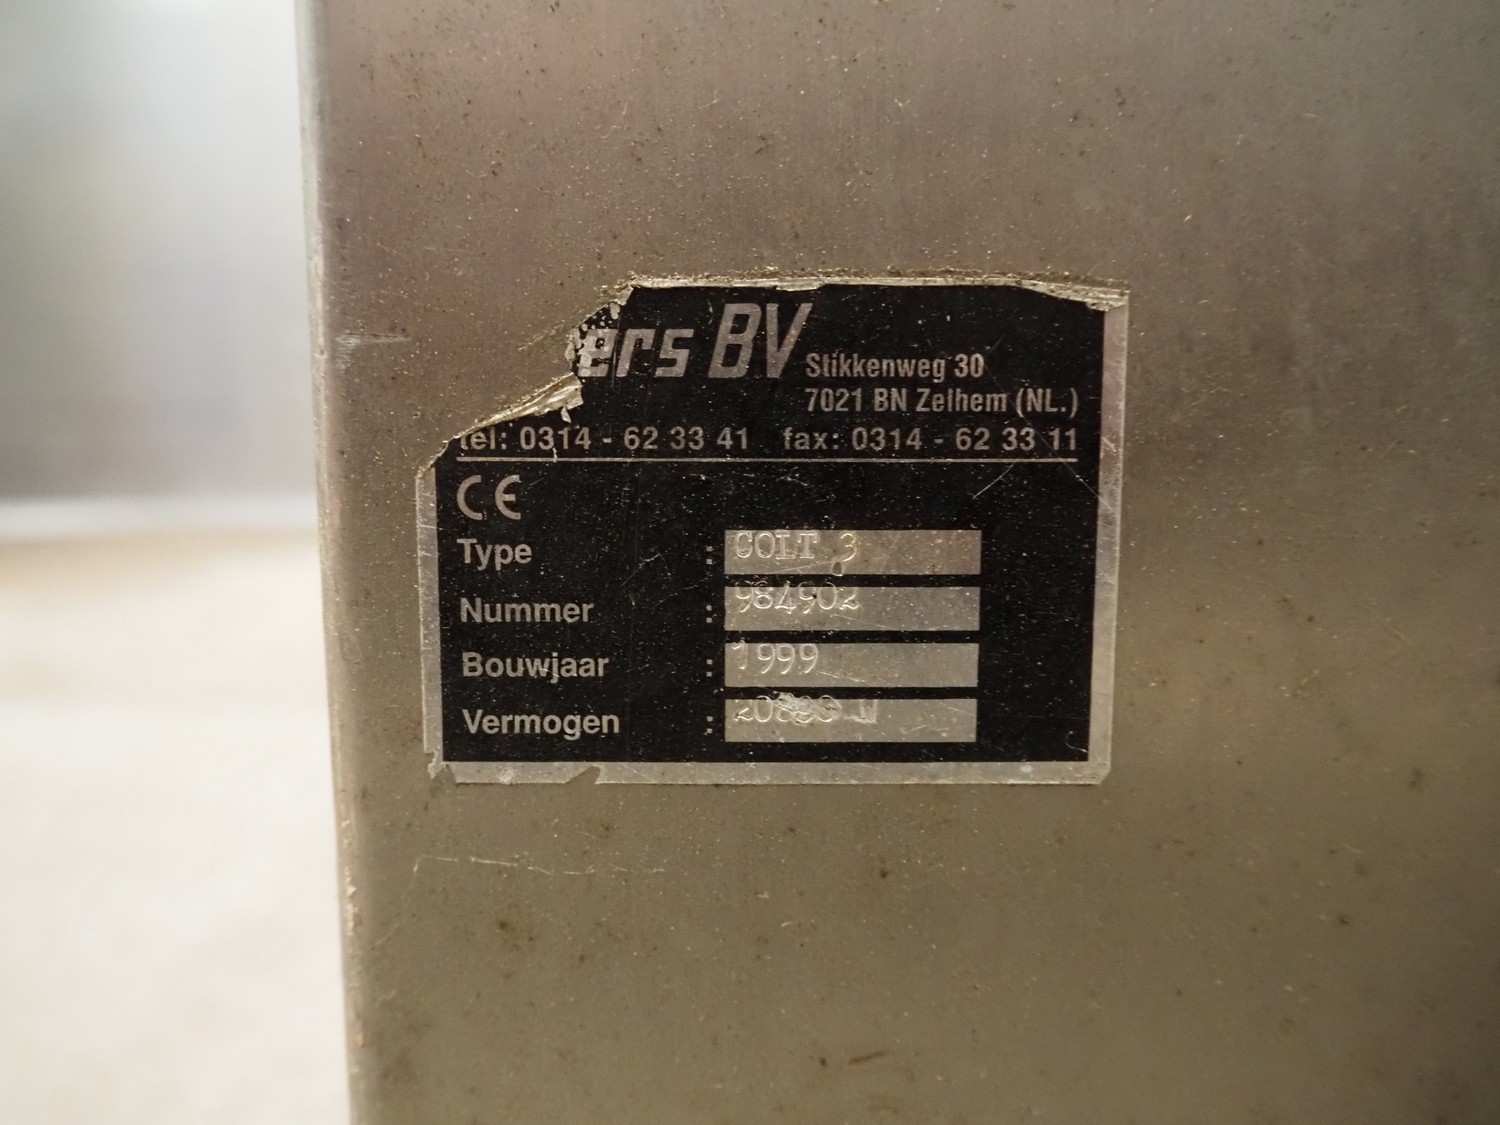 ers BV
Stikkenweg 30
7021 BN Zelhem (NL.)
tel: 0314 - 62 33 41 fax: 0314 - 62 33 11
CE
Type : COLT 3
Nummer : 984902
Bouwjaar : 1999
Vermogen : W